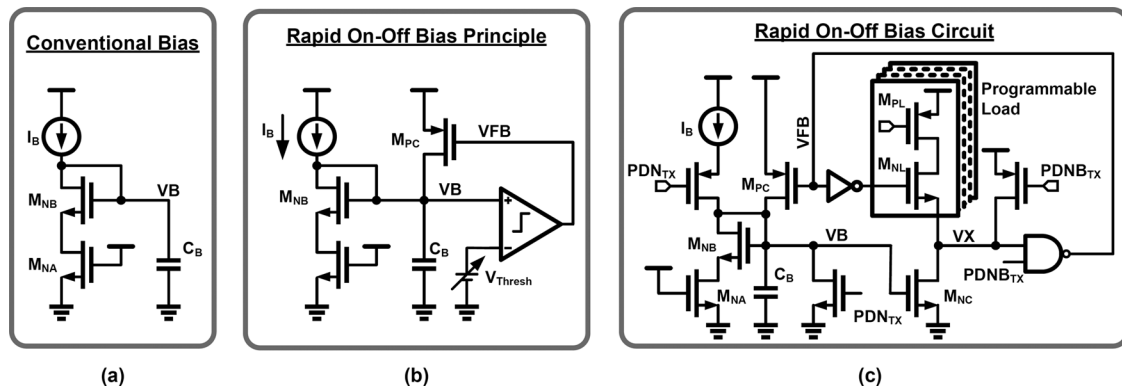 Conventional Bias
I_B
M_NB
VB
M_NA
C_B
(a)
Rapid On-Off Bias Principle
I_B
M_PC
VFB
M_NB
VB
C_B
+
−
V_Thresh
(b)
Rapid On-Off Bias Circuit
M_PL
Programmable
Load
I_B
VFB
PDN_TX
M_PC
M_NL
PDNB_TX
VX
M_NB
VB
C_B
PDNB_TX
M_NA
PDN_TX
M_NC
(c)